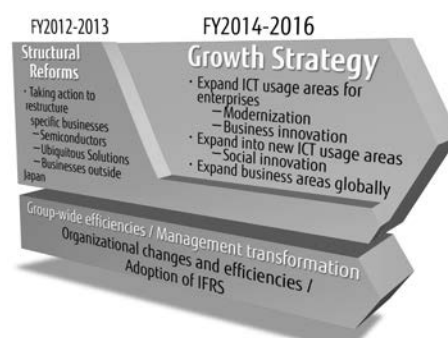 FY2012-2013
FY2014-2016
Structural
Reforms
· Taking action to
restructure
specific businesses
—Semiconductors
—Ubiquitous Solutions
—Businesses outside
Japan
Growth Strategy
· Expand ICT usage areas for
enterprises
—Modernization
—Business innovation
· Expand into new ICT usage areas
—Social innovation
· Expand business areas globally
Group-wide efficiencies / Management transformation
Organizational changes and efficiencies /
Adoption of IFRS